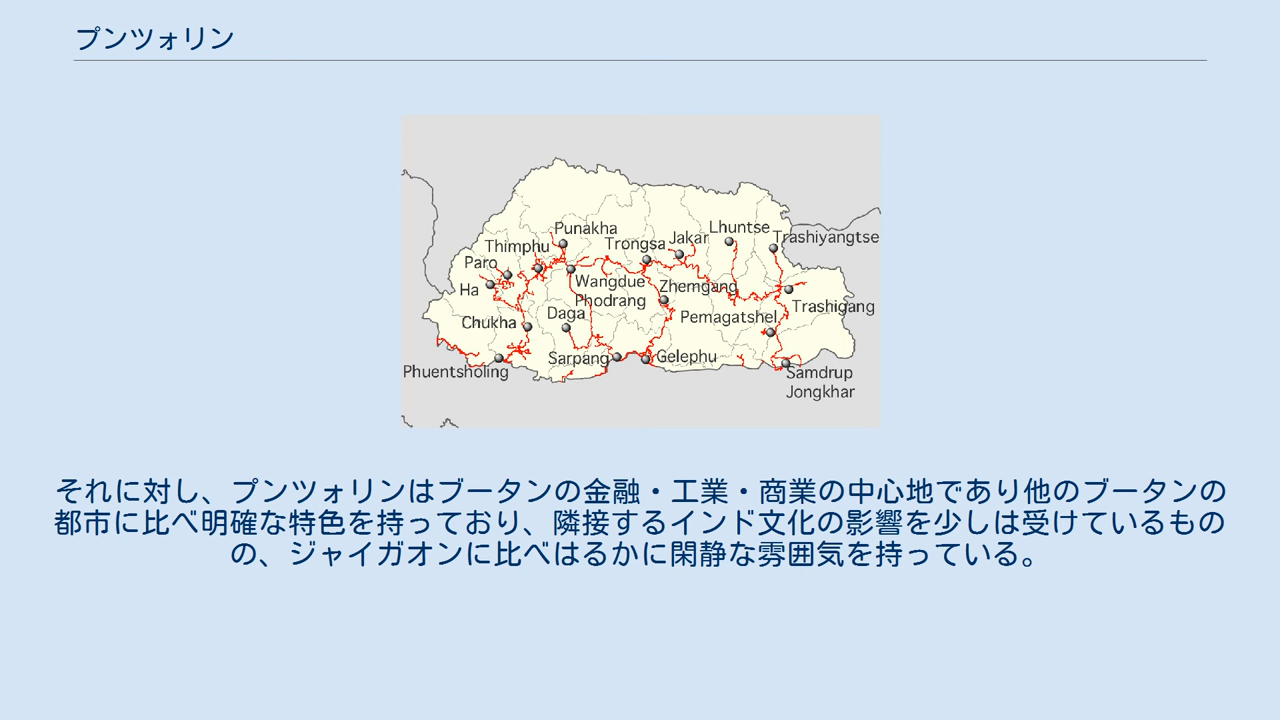 プンツォリン
Punakha
Lhuntse
Thimphu
Trongsa
Jakar
Trashiyangtse
Paro
Ha
Wangdue
Phodrang
Zhemgang
Trashigang
Daga
Pemagatshel
Chukha
Sarpang
Gelephu
Phuentsholing
Samdrup
Jongkhar
それに対し、プンツォリンはブータンの金融・工業・商業の中心地であり他のブータンの
都市に比べ明確な特色を持っており、隣接するインド文化の影響を少しは受けているもの
の、ジャイガオンに比べはるかに閑静な雰囲気を持っている。